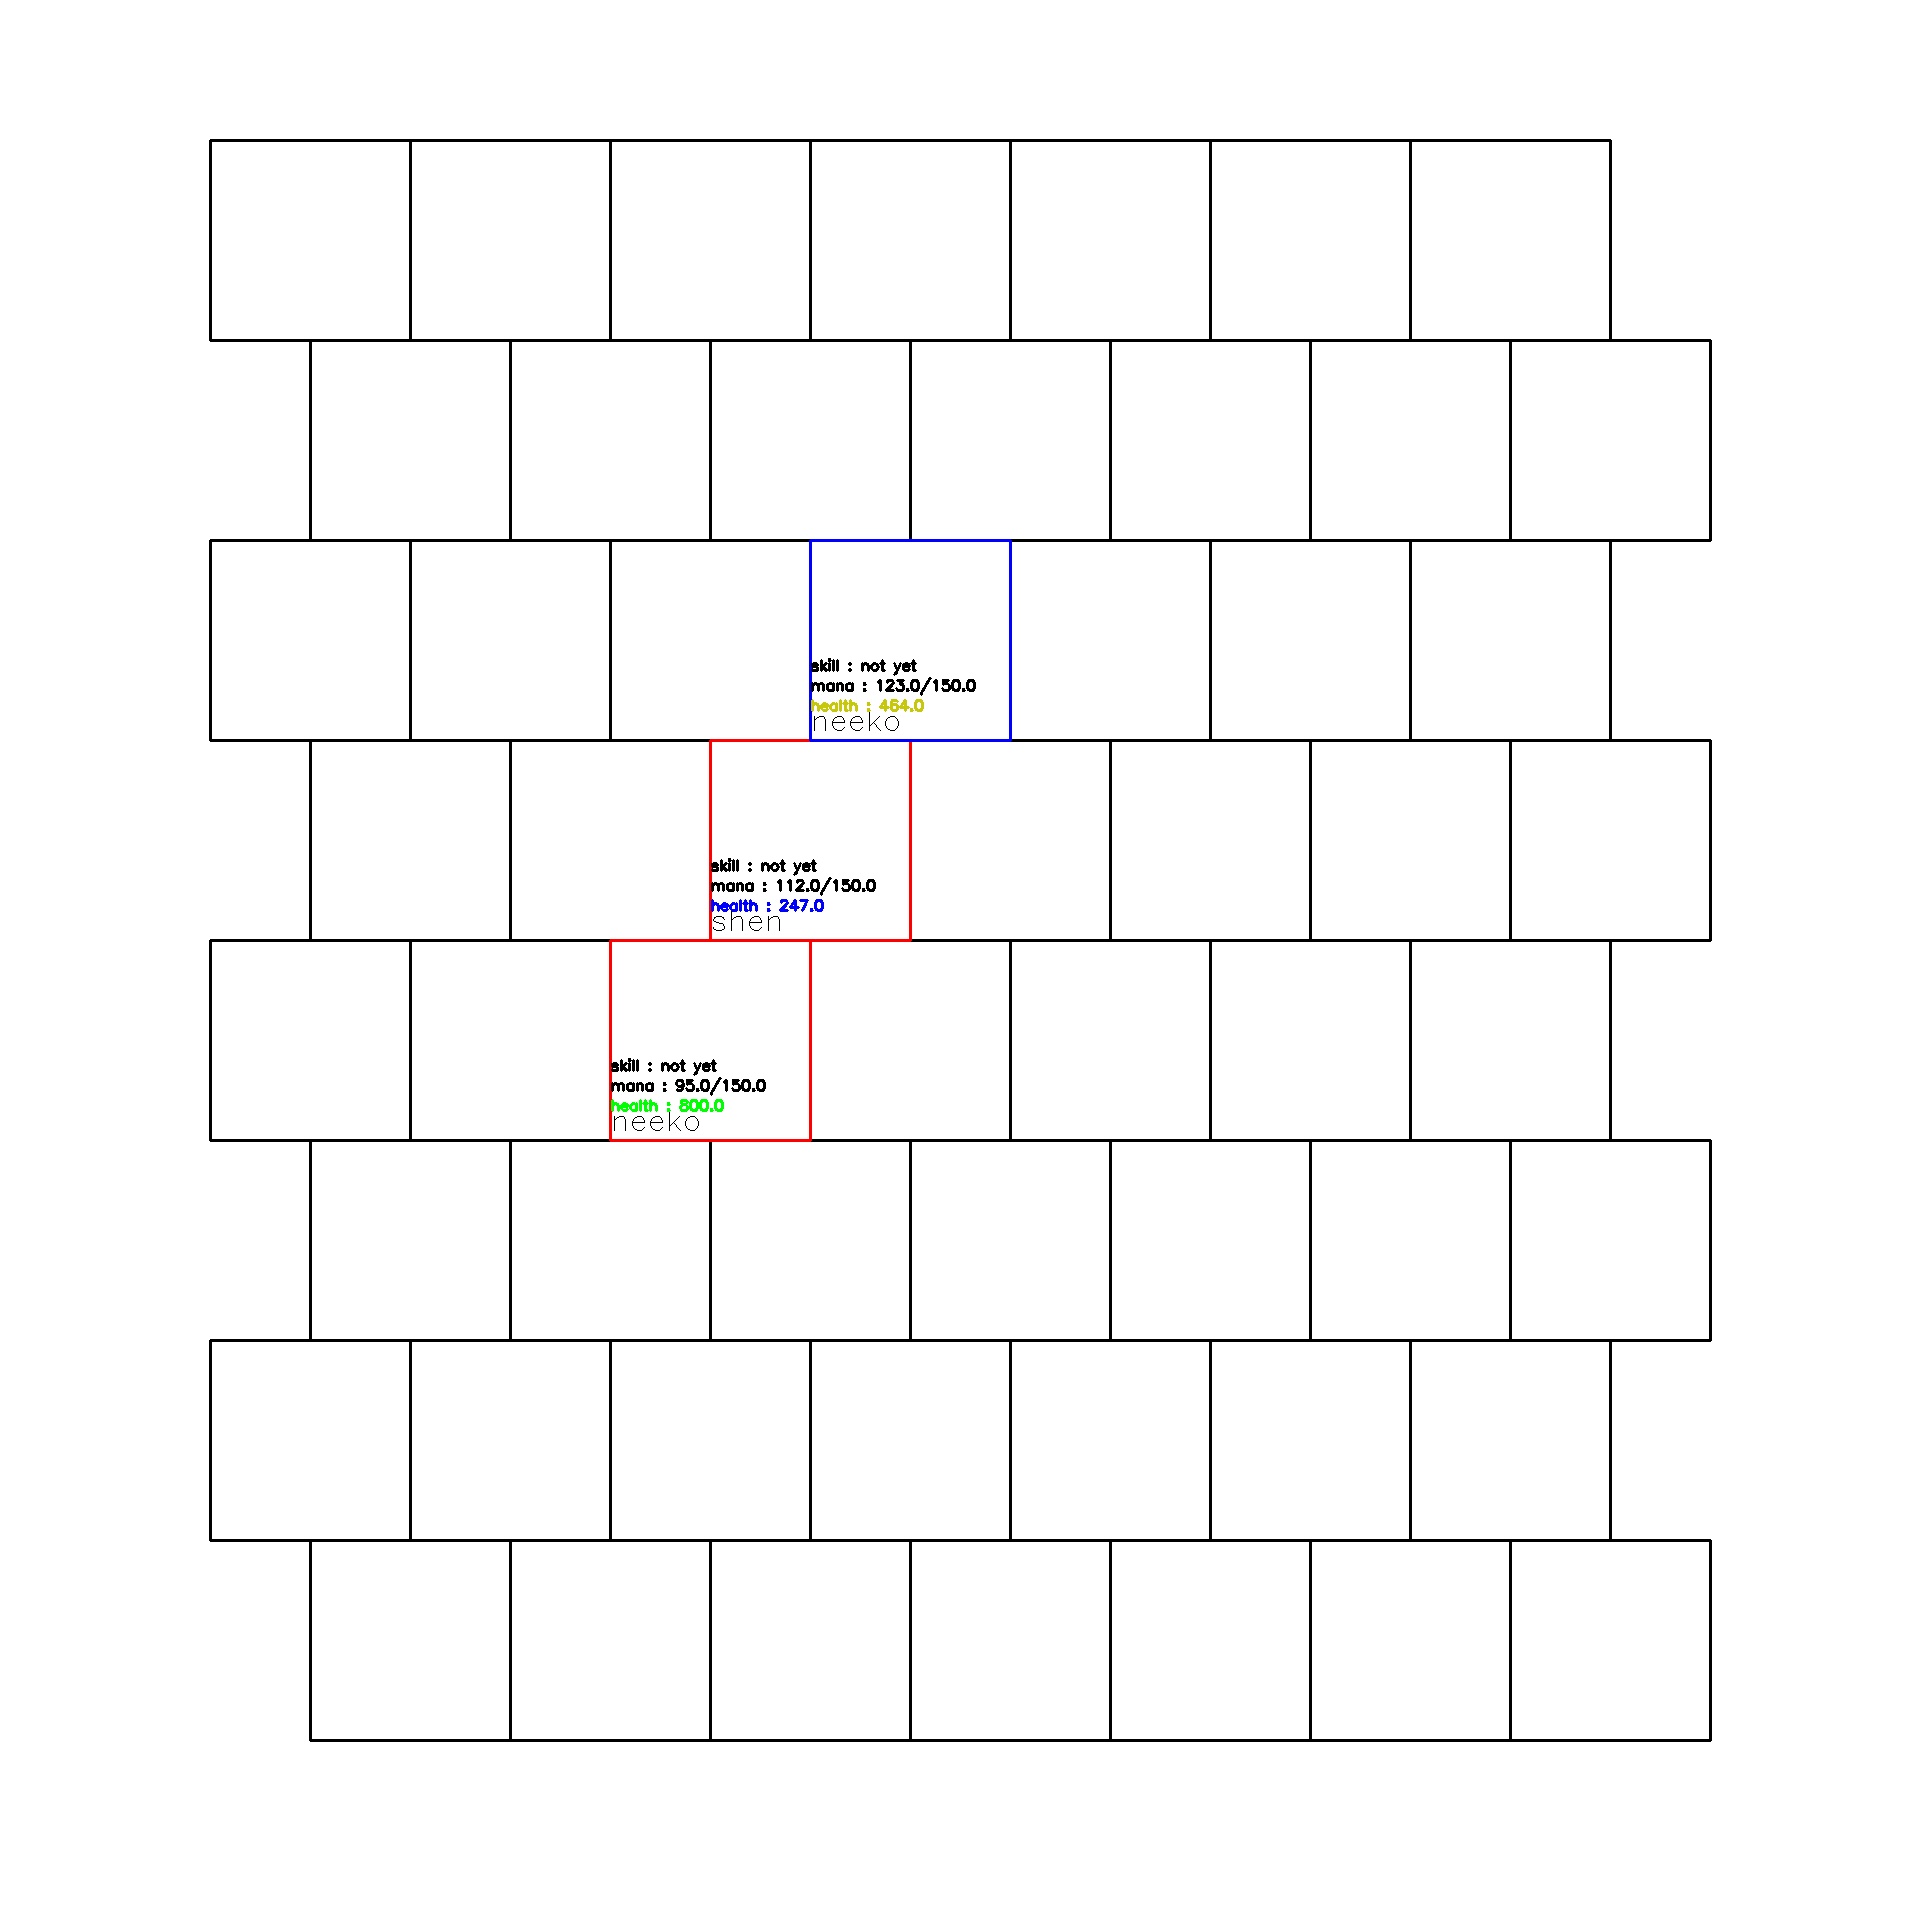 skill : not yet
mana : 123.0/150.0
health : 464.0
neeko
skill : not yet
mana : 112.0/150.0
health : 247.0
shen
skill : not yet
mana : 95.0/150.0
health : 800.0
neeko